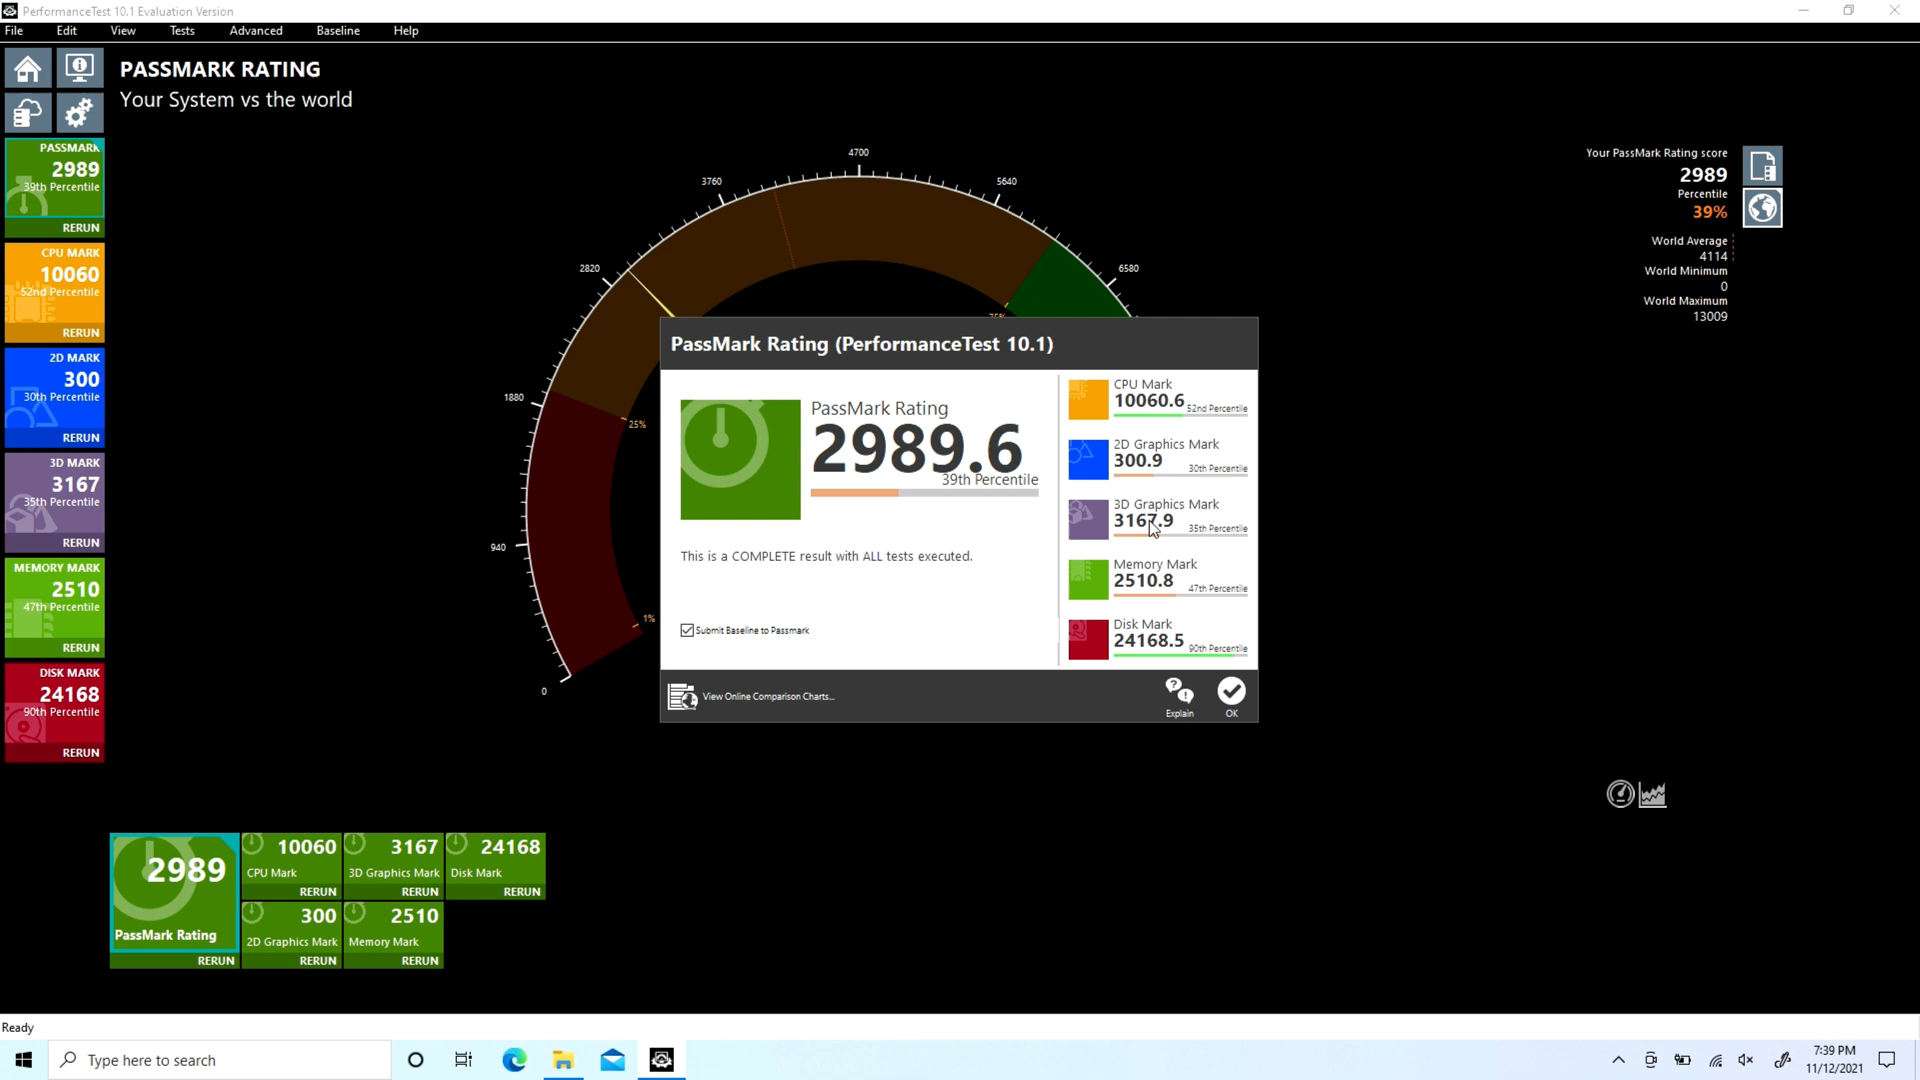 PerformanceTest 10.1 Evaluation Version
File Edit View Tests Advanced Baseline Help
PASSMARK RATING
Your System vs the world
PASSMARK
2989
39th Percentile
RERUN
CPU MARK
10060
52nd Percentile
RERUN
2D MARK
300
30th Percentile
RERUN
3D MARK
3167
35th Percentile
RERUN
MEMORY MARK
2510
47th Percentile
RERUN
DISK MARK
24168
90th Percentile
RERUN
4700
3760
5640
2820
6580
1880
940
0
25%
1%
75%
Your PassMark Rating score
2989
Percentile
39%
World Average
4114
World Minimum
0
World Maximum
13009
PassMark Rating (PerformanceTest 10.1)
PassMark Rating
2989.6
39th Percentile
This is a COMPLETE result with ALL tests executed.
Submit Baseline to Passmark
CPU Mark
10060.6 52nd Percentile
2D Graphics Mark
300.9 30th Percentile
3D Graphics Mark
3167.9 35th Percentile
Memory Mark
2510.8 47th Percentile
Disk Mark
24168.5 90th Percentile
View Online Comparison Charts...
Explain
OK
2989
PassMark Rating
RERUN
10060
CPU Mark
RERUN
3167
3D Graphics Mark
RERUN
24168
Disk Mark
RERUN
300
2D Graphics Mark
RERUN
2510
Memory Mark
RERUN
Ready
Type here to search
7:39 PM
11/12/2021